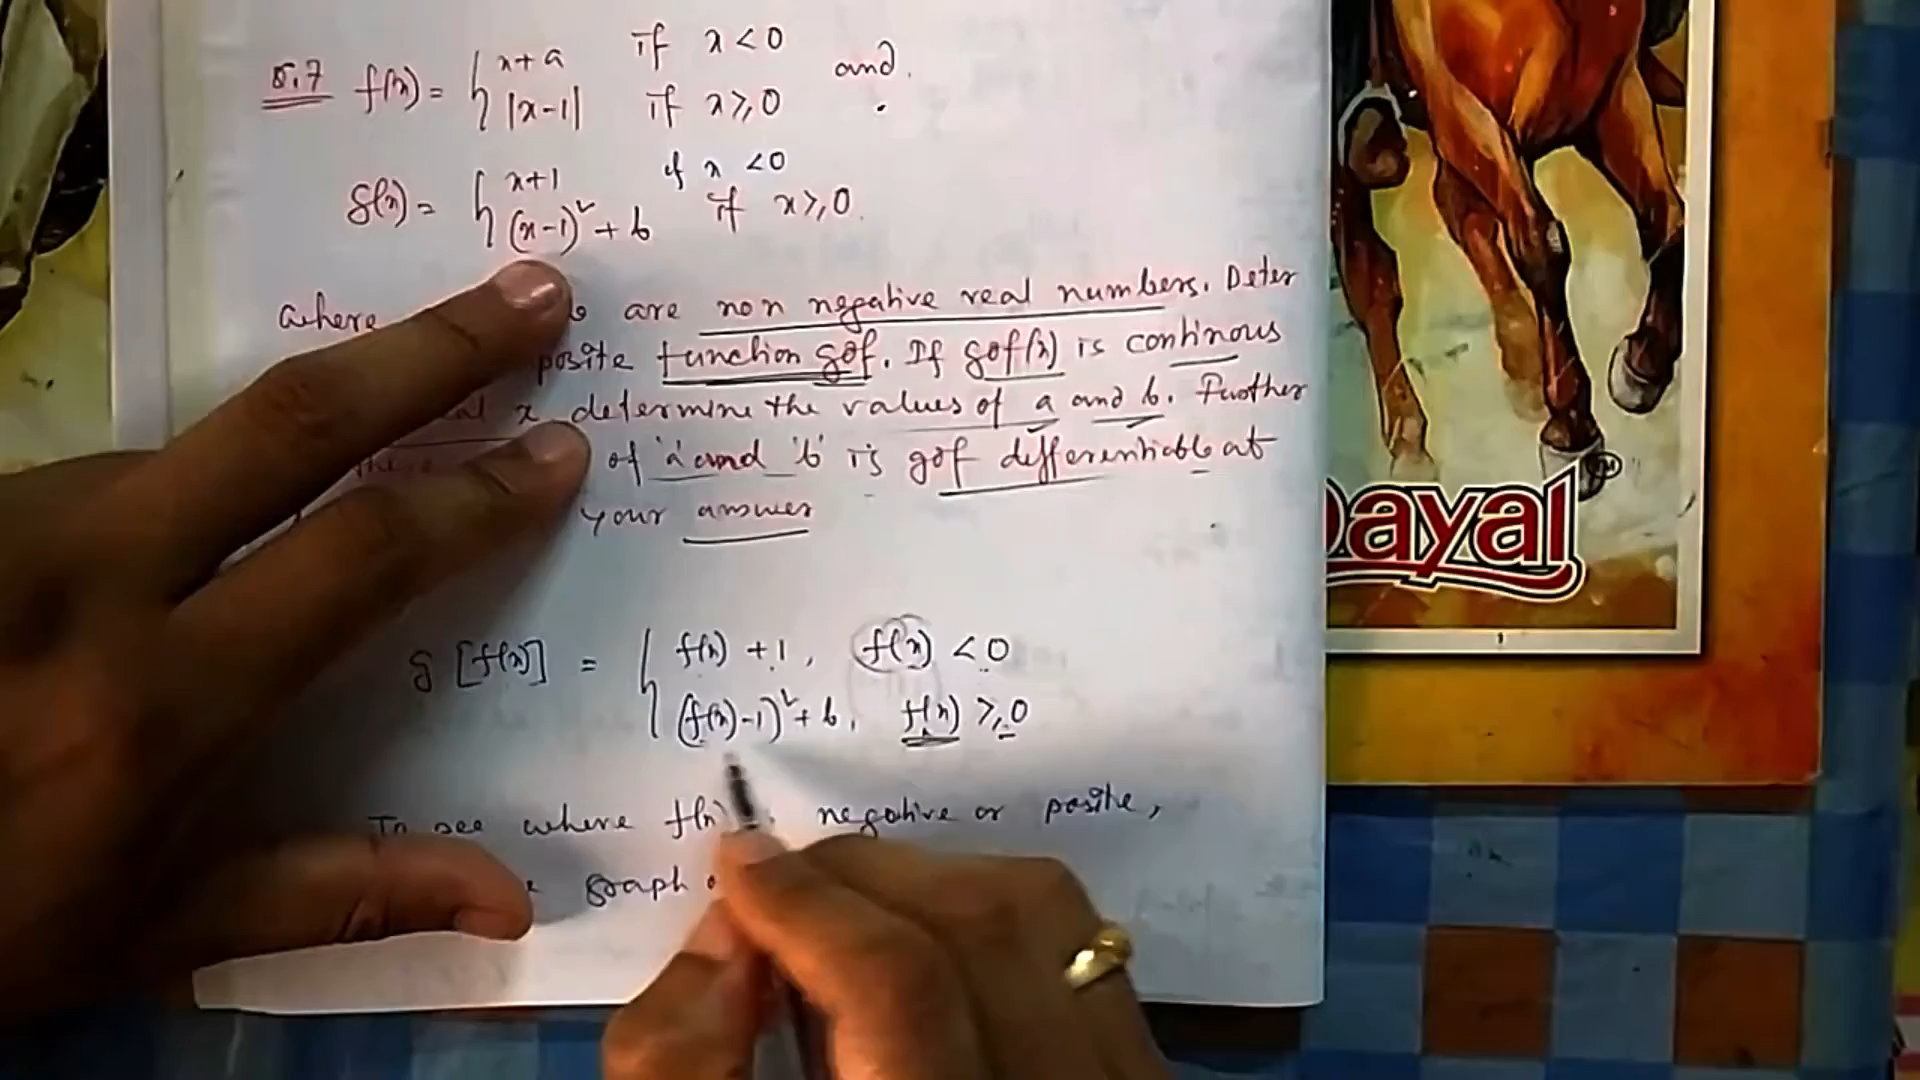 Q.7 f(x) = { x+a if x<0 and.
|x-1| if x≥0
g(x) = { x+1 if x <0
(x-1)² + b if x≥0.
where b are non negative real numbers. Deter
posite function gof. If gof(x) is continous
x determine the values of a and b. Further
of 'a' and 'b' is gof differentiable at
your answer
g [f(x)] = { f(x) +1, f(x) < 0
(f(x)-1)²+b, f(x) ≥0
To see where f(x) negative or posite,
graph
Dayal